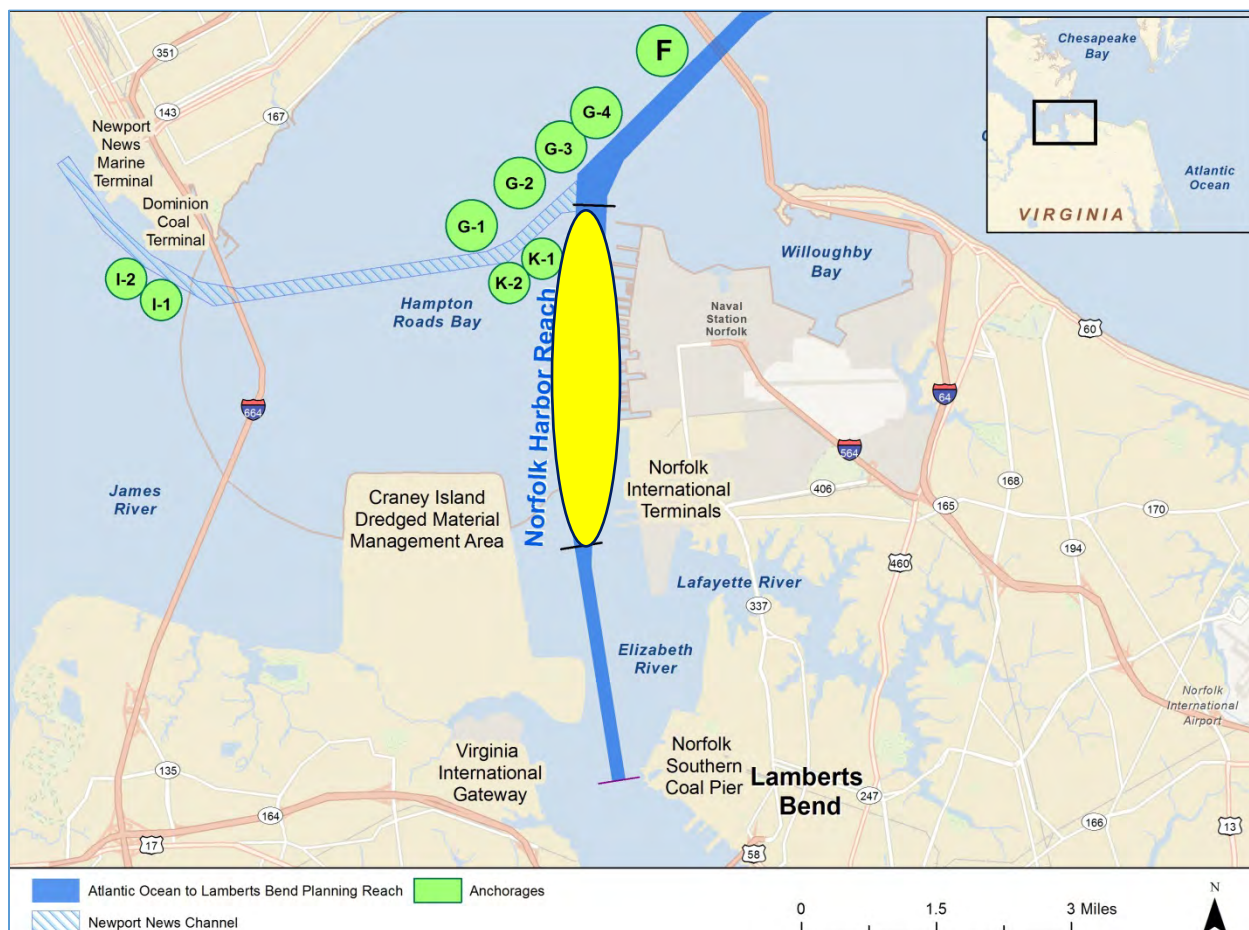 Chesapeake
Bay
Atlantic
Ocean
VIRGINIA
F
G-4
G-3
G-2
G-1
K-1
K-2
I-2
I-1
351
143
167
Newport
News
Marine
Terminal
Dominion
Coal
Terminal
Hampton
Roads Bay
Willoughby
Bay
Naval
Station
Norfolk
60
64
664
564
James
River
Norfolk Harbor Reach
Craney Island
Dredged Material
Management Area
Norfolk
International
Terminals
406
168
165
170
194
460
Lafayette River
337
Elizabeth
River
Norfolk
International
Airport
Virginia
International
Gateway
Norfolk
Southern
Coal Pier
Lamberts
Bend
135
164
17
247
166
13
58
Atlantic Ocean to Lamberts Bend Planning Reach
Anchorages
Newport News Channel
0 1.5 3 Miles
N